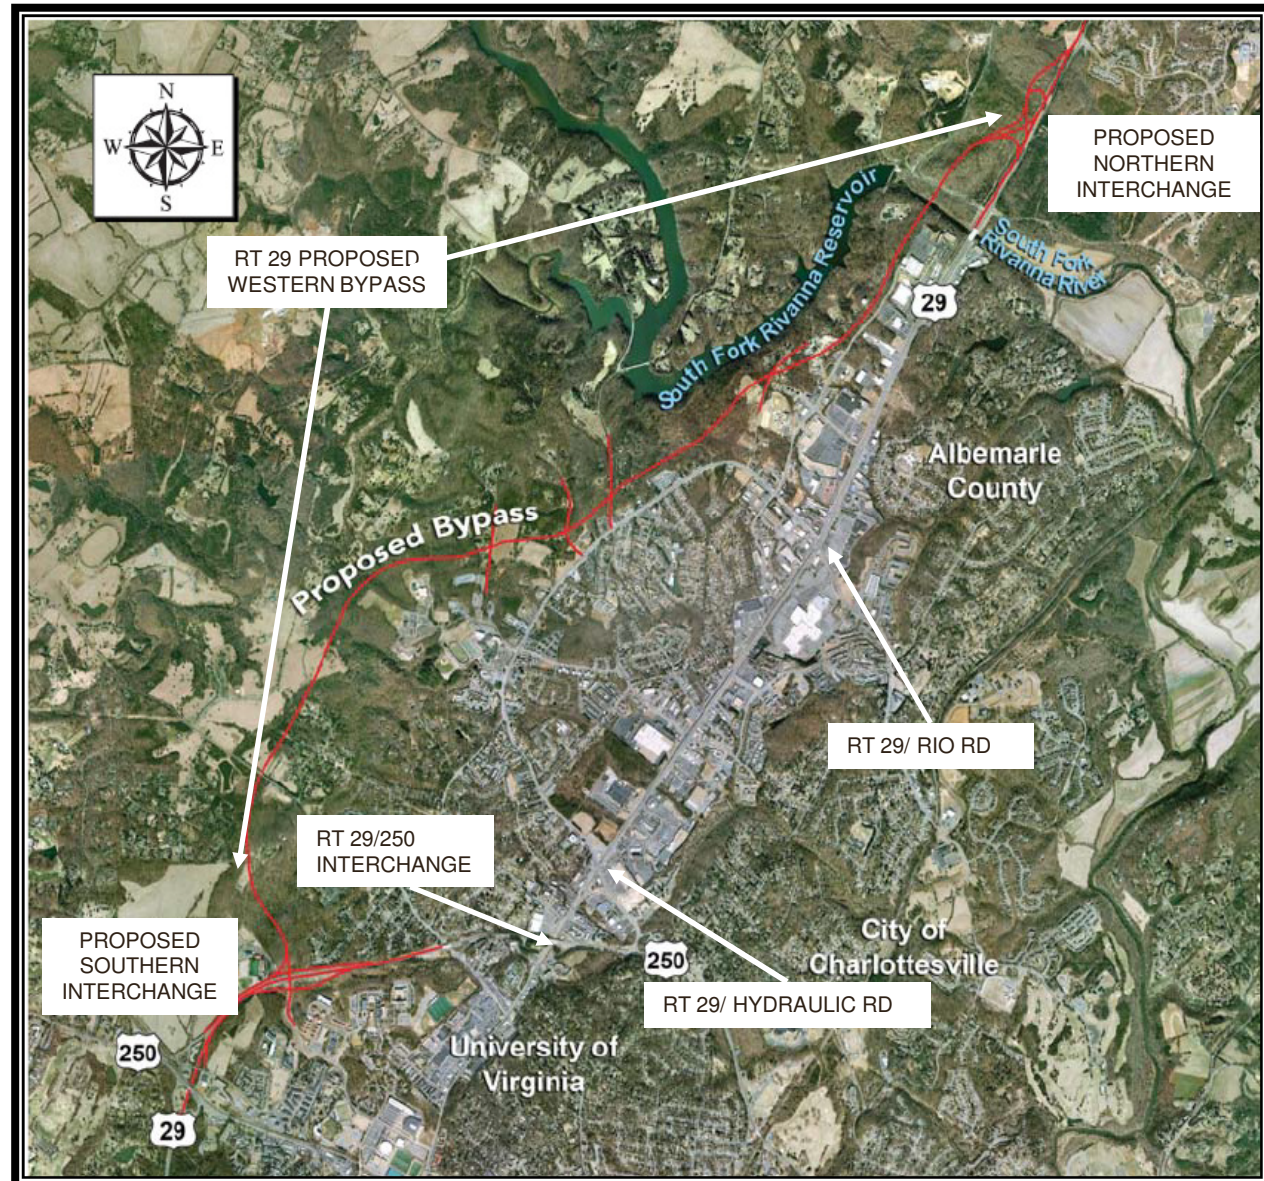 N
W E
S
PROPOSED
NORTHERN
INTERCHANGE
RT 29 PROPOSED
WESTERN BYPASS
South Fork
Rivanna River
South Fork Rivanna Reservoir
29
Albemarle
County
Proposed Bypass
RT 29/ RIO RD
RT 29/250
INTERCHANGE
PROPOSED
SOUTHERN
INTERCHANGE
City of
Charlottesville
250
RT 29/ HYDRAULIC RD
University of
Virginia
250
29